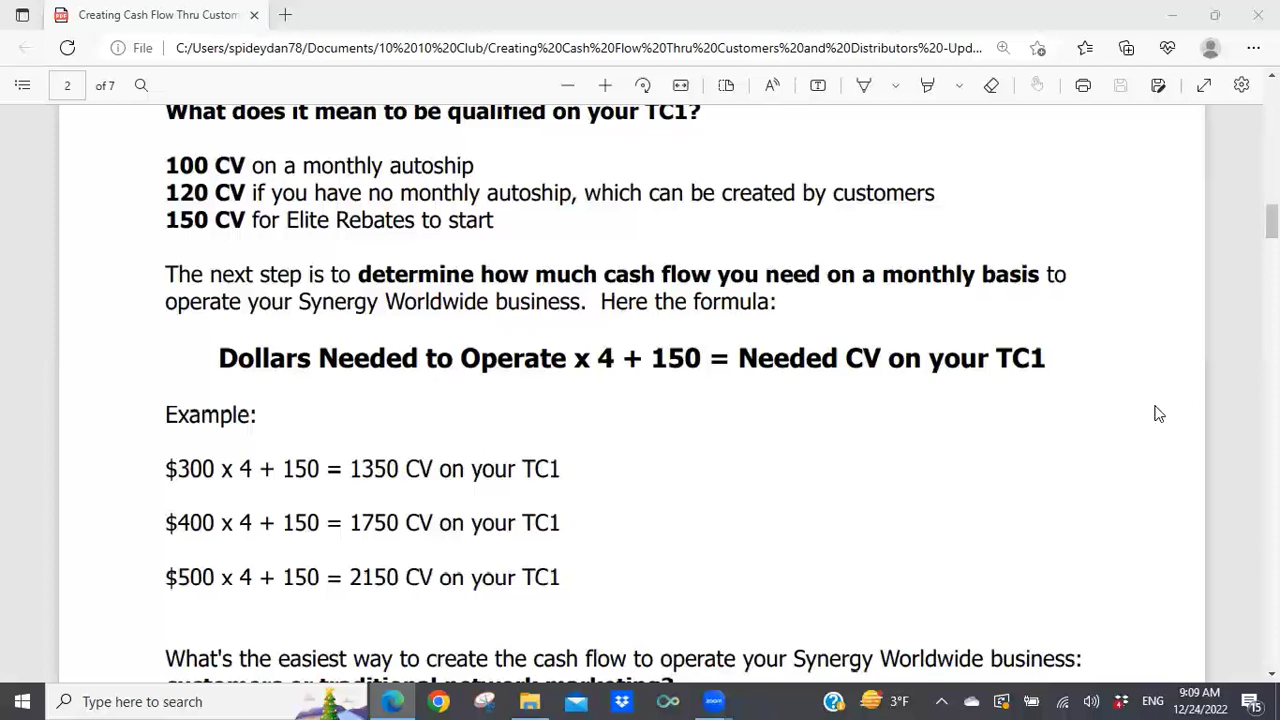 Creating Cash Flow Thru Custom
File
C:/Users/spideydan78/Documents/10%2010%20Club/Creating%20Cash%20Flow%20Thru%20Customers%20and%20Distributors%20-Upd...
2 of 7
What does it mean to be qualified on your TC1?
100 CV on a monthly autoship
120 CV if you have no monthly autoship, which can be created by customers
150 CV for Elite Rebates to start
The next step is to determine how much cash flow you need on a monthly basis to
operate your Synergy Worldwide business.  Here the formula:
Dollars Needed to Operate x 4 + 150 = Needed CV on your TC1
Example:
$300 x 4 + 150 = 1350 CV on your TC1
$400 x 4 + 150 = 1750 CV on your TC1
$500 x 4 + 150 = 2150 CV on your TC1
What's the easiest way to create the cash flow to operate your Synergy Worldwide business:
customers or traditional network marketing?
Type here to search
3°F
ENG
9:09 AM
12/24/2022
15